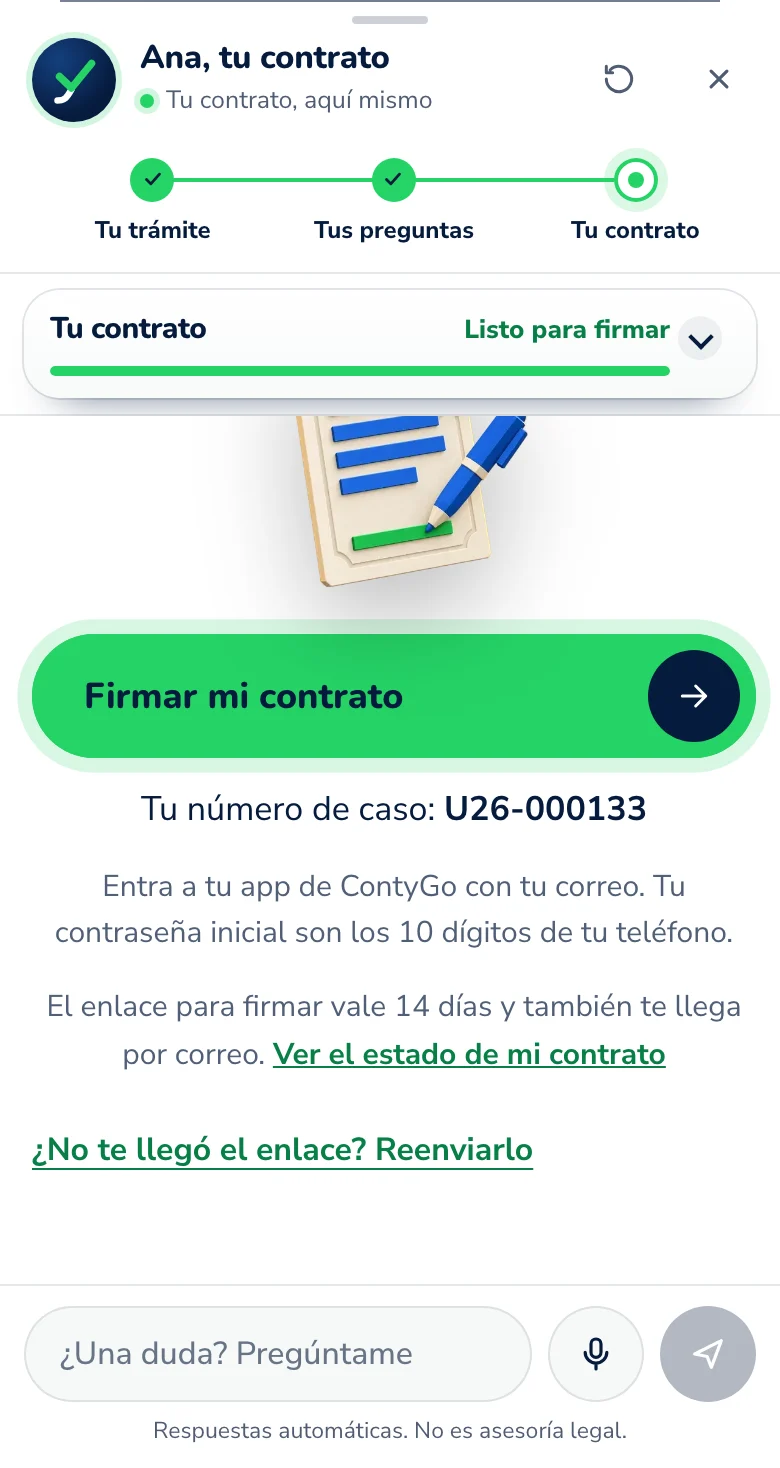 Ana, tu contrato
Tu contrato, aquí mismo
Tu trámite
Tus preguntas
Tu contrato
Tu contrato
Listo para firmar
Firmar mi contrato
Tu número de caso: U26-000133
Entra a tu app de ContyGo con tu correo. Tu
contraseña inicial son los 10 dígitos de tu teléfono.
El enlace para firmar vale 14 días y también te llega
por correo. Ver el estado de mi contrato
¿No te llegó el enlace? Reenviarlo
¿Una duda? Pregúntame
Respuestas automáticas. No es asesoría legal.